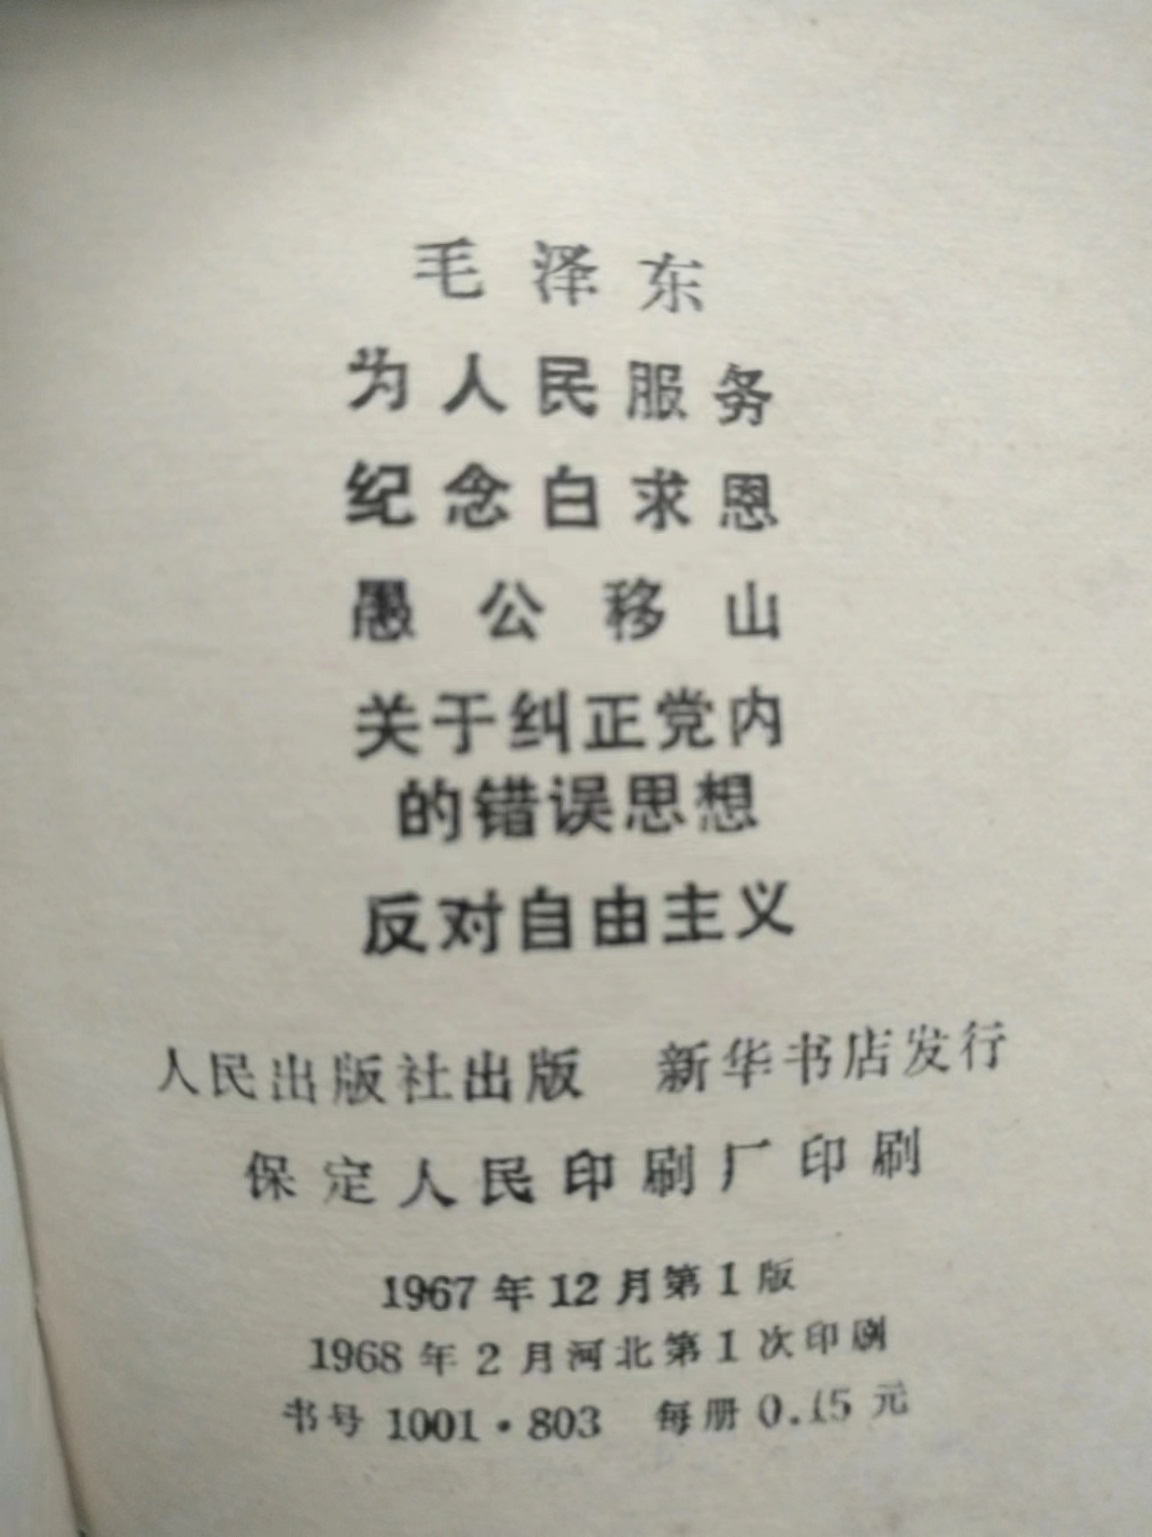 毛泽东
为人民服务
纪念白求恩
愚公移山
关于纠正党内
的错误思想
反对自由主义
人民出版社出版 新华书店发行
保定人民印刷厂印刷
1967年12月第1版
1968年2月河北第1次印刷
书号 1001·803 每册 0.15 元